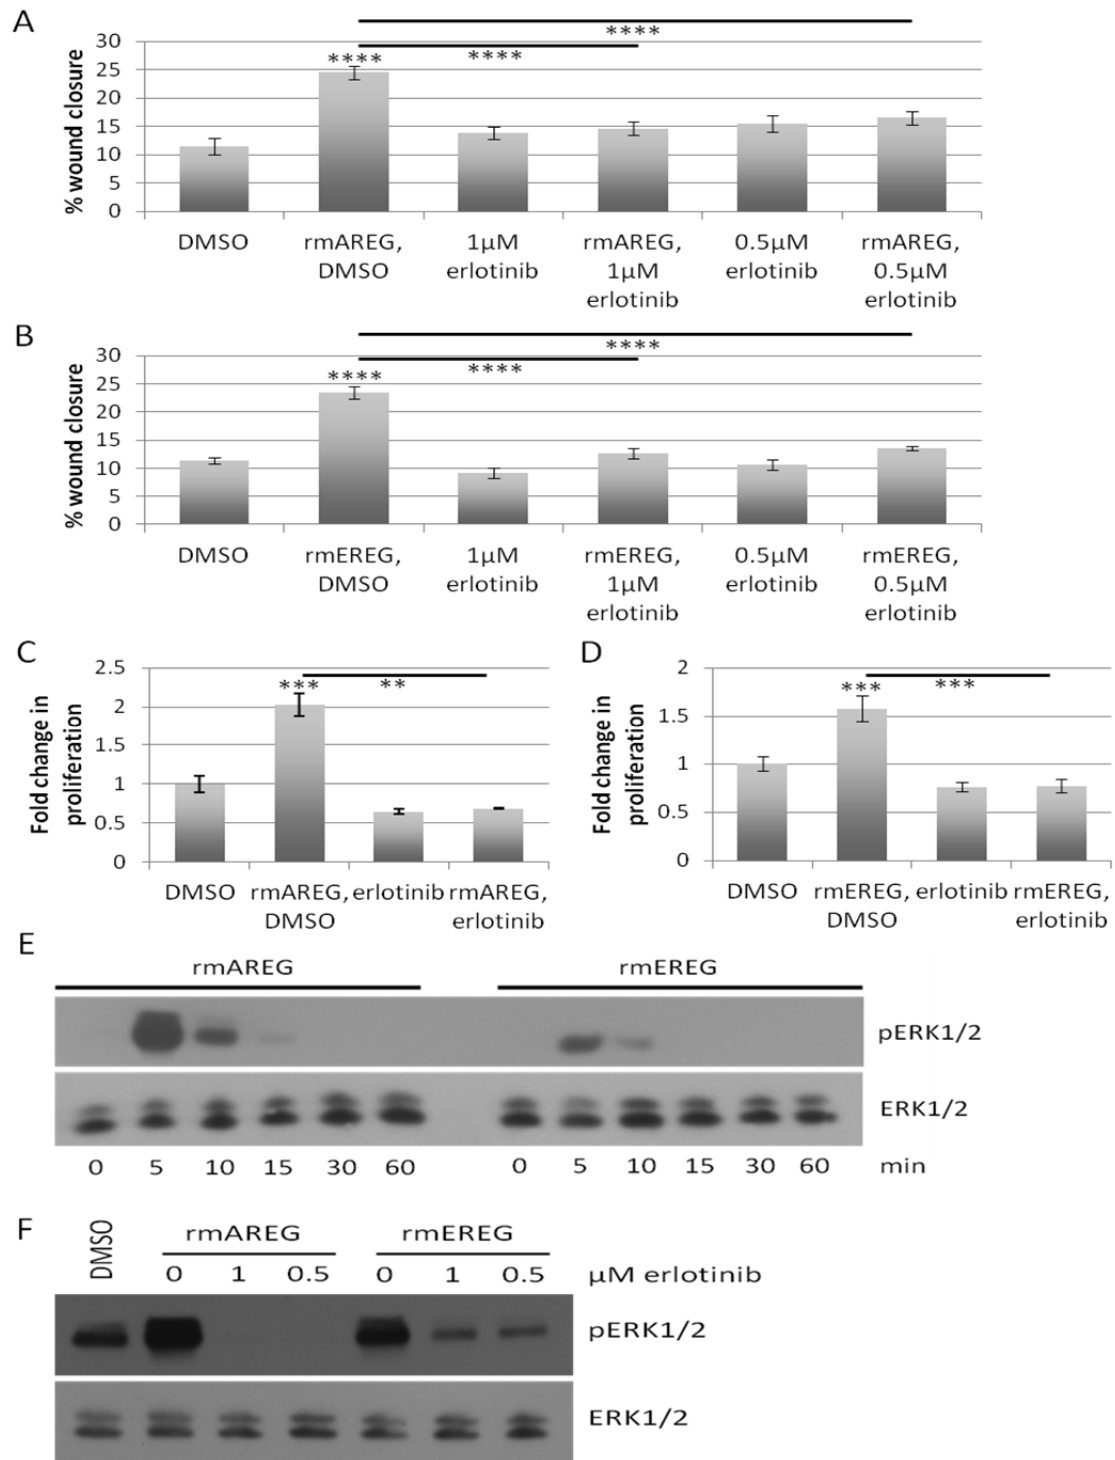 A
****
30
****
****
25
20
15
10
5
0
% wound closure
DMSO
rmAREG,
DMSO
1µM
erlotinib
rmAREG,
1µM
erlotinib
0.5µM
erlotinib
rmAREG,
0.5µM
erlotinib
B
****
30
****
****
25
20
15
10
5
0
% wound closure
DMSO
rmEREG,
DMSO
1µM
erlotinib
rmEREG,
1µM
erlotinib
0.5µM
erlotinib
rmEREG,
0.5µM
erlotinib
C
2.5
***
**
2
1.5
1
0.5
0
Fold change in
proliferation
DMSO
rmAREG,
DMSO
erlotinib
rmAREG,
erlotinib
D
2
***
***
1.5
1
0.5
0
Fold change in
proliferation
DMSO
rmEREG,
DMSO
erlotinib
rmEREG,
erlotinib
E
rmAREG
rmEREG
pERK1/2
ERK1/2
0 5 10 15 30 60 0 5 10 15 30 60 min
F
DMSO
rmAREG
rmEREG
0 1 0.5 0 1 0.5 µM erlotinib
pERK1/2
ERK1/2